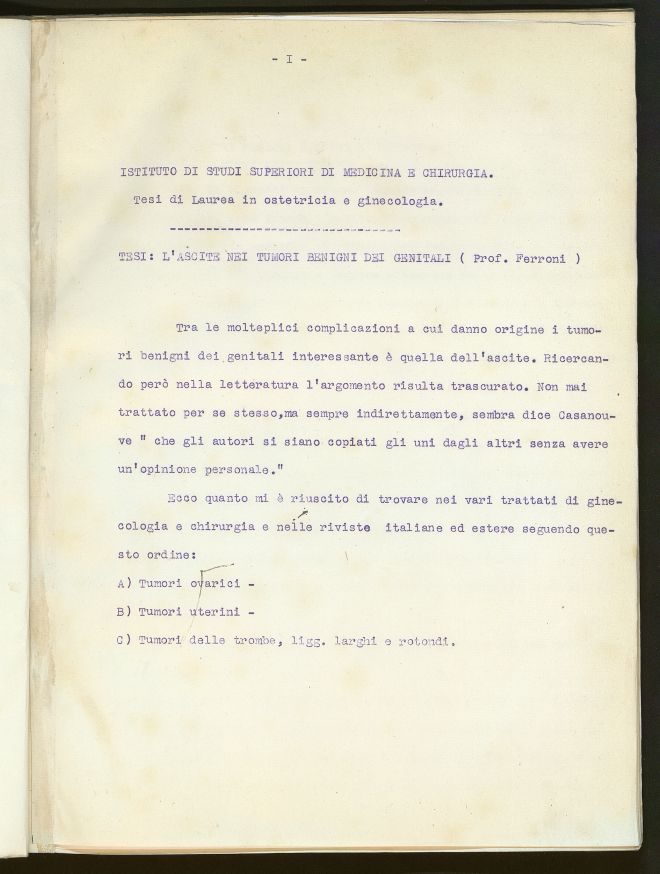 - I -
ISTITUTO DI STUDI SUPERIORI DI MEDICINA E CHIRURGIA.
Tesi di Laurea in ostetricia e ginecologia.
--------------------------------
TESI: L'ASCITE NEI TUMORI BENIGNI DEI GENITALI ( Prof. Ferroni )
Tra le molteplici complicazioni a cui danno origine i tumo-
ri benigni dei genitali interessante è quella dell'ascite. Ricercan-
do però nella letteratura l'argomento risulta trascurato. Non mai
trattato per se stesso,ma sempre indirettamente, sembra dice Casanou-
ve " che gli autori si siano copiati gli uni dagli altri senza avere
un'opinione personale."
Ecco quanto mi è riuscito di trovare nei vari trattati di gine-
cologia e chirurgia e nelle riviste italiane ed estere seguendo que-
sto ordine:
A) Tumori ovarici -
B) Tumori uterini -
C) Tumori delle trombe, ligg. larghi e rotondi.